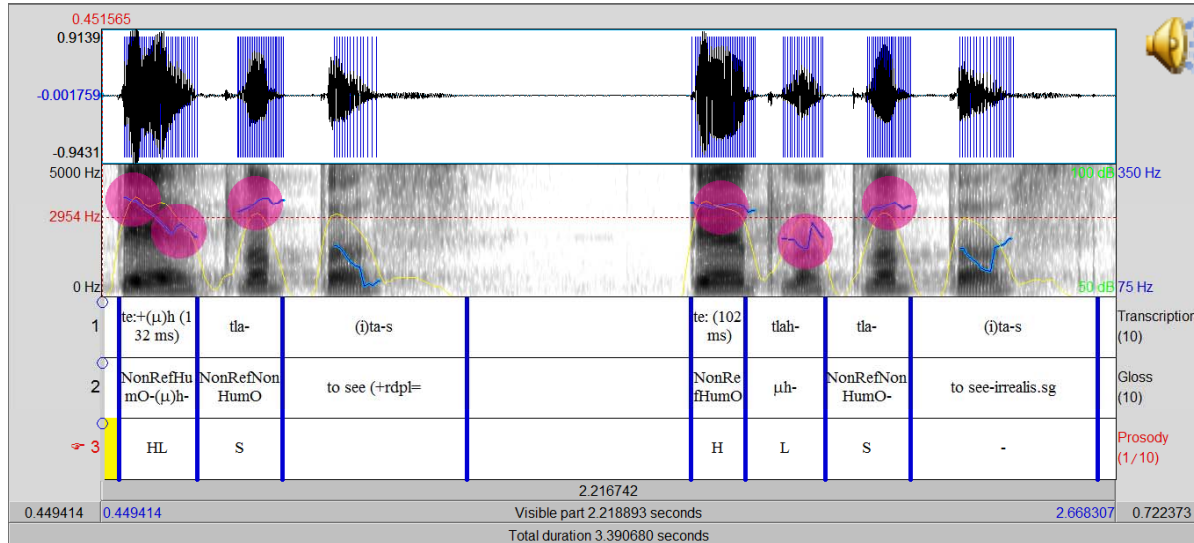 0.451565
0.9139
-0.001759
-0.9431
5000 Hz
100 dB 350 Hz
2954 Hz
0 Hz
50 dB 75 Hz
1
te:+(μ)h (1
32 ms)
tla-
(i)ta-s
te: (102
ms)
tlah-
tla-
(i)ta-s
Transcription
(10)
2
NonRefHu
mO-(μ)h-
NonRefNon
HumO
to see (+rdpl=
NonRe
fHumO
μh-
NonRefNon
HumO-
to see-irrealis.sg
Gloss
(10)
☞ 3
HL
S
H
L
S
-
Prosody
(1/10)
2.216742
0.449414
0.449414
Visible part 2.218893 seconds
2.668307
0.722373
Total duration 3.390680 seconds